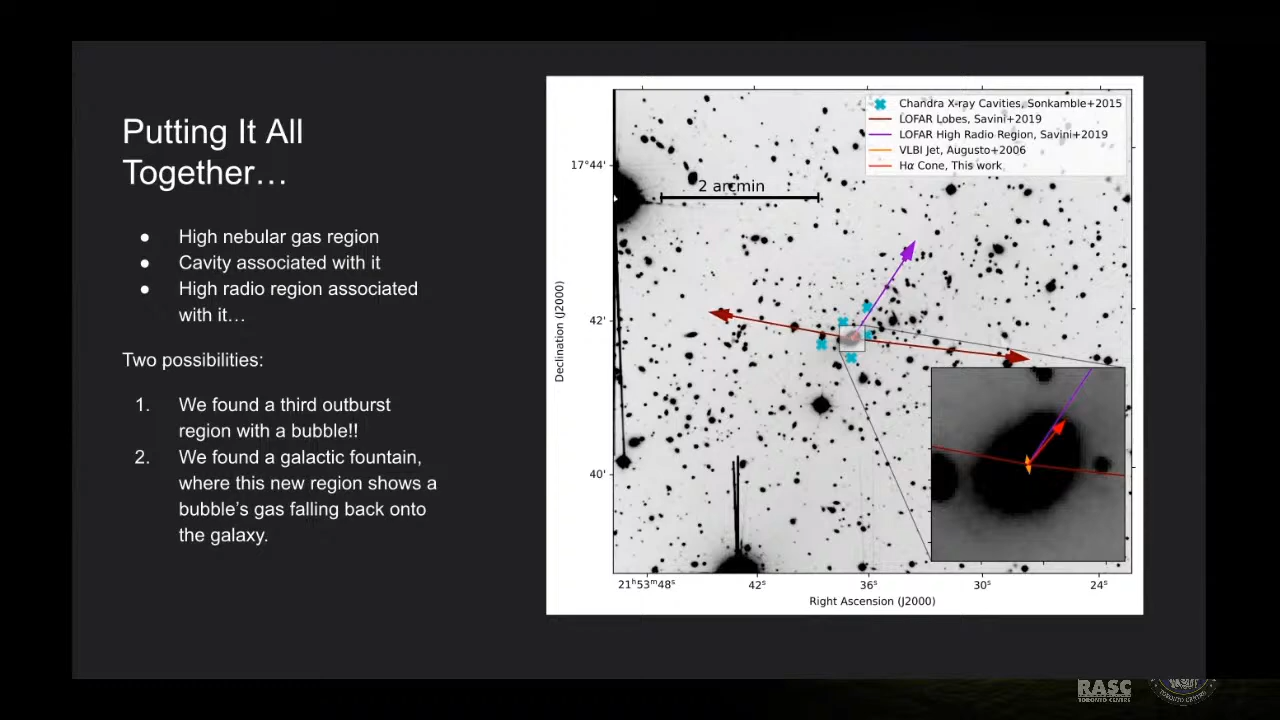 Putting It All
Together…
● High nebular gas region
● Cavity associated with it
● High radio region associated
with it…
Two possibilities:
1. We found a third outburst
region with a bubble!!
2. We found a galactic fountain,
where this new region shows a
bubble's gas falling back onto
the galaxy.
Chandra X-ray Cavities, Sonkamble+2015
LOFAR Lobes, Savini+2019
LOFAR High Radio Region, Savini+2019
VLBI Jet, Augusto+2006
Hα Cone, This work
2 arcmin
17°44'
42'
40'
Declination (J2000)
21ʰ53ᵐ48ˢ 42ˢ 36ˢ 30ˢ 24ˢ
Right Ascension (J2000)
RASC
TORONTO CENTRE
TORONTO CENTRE